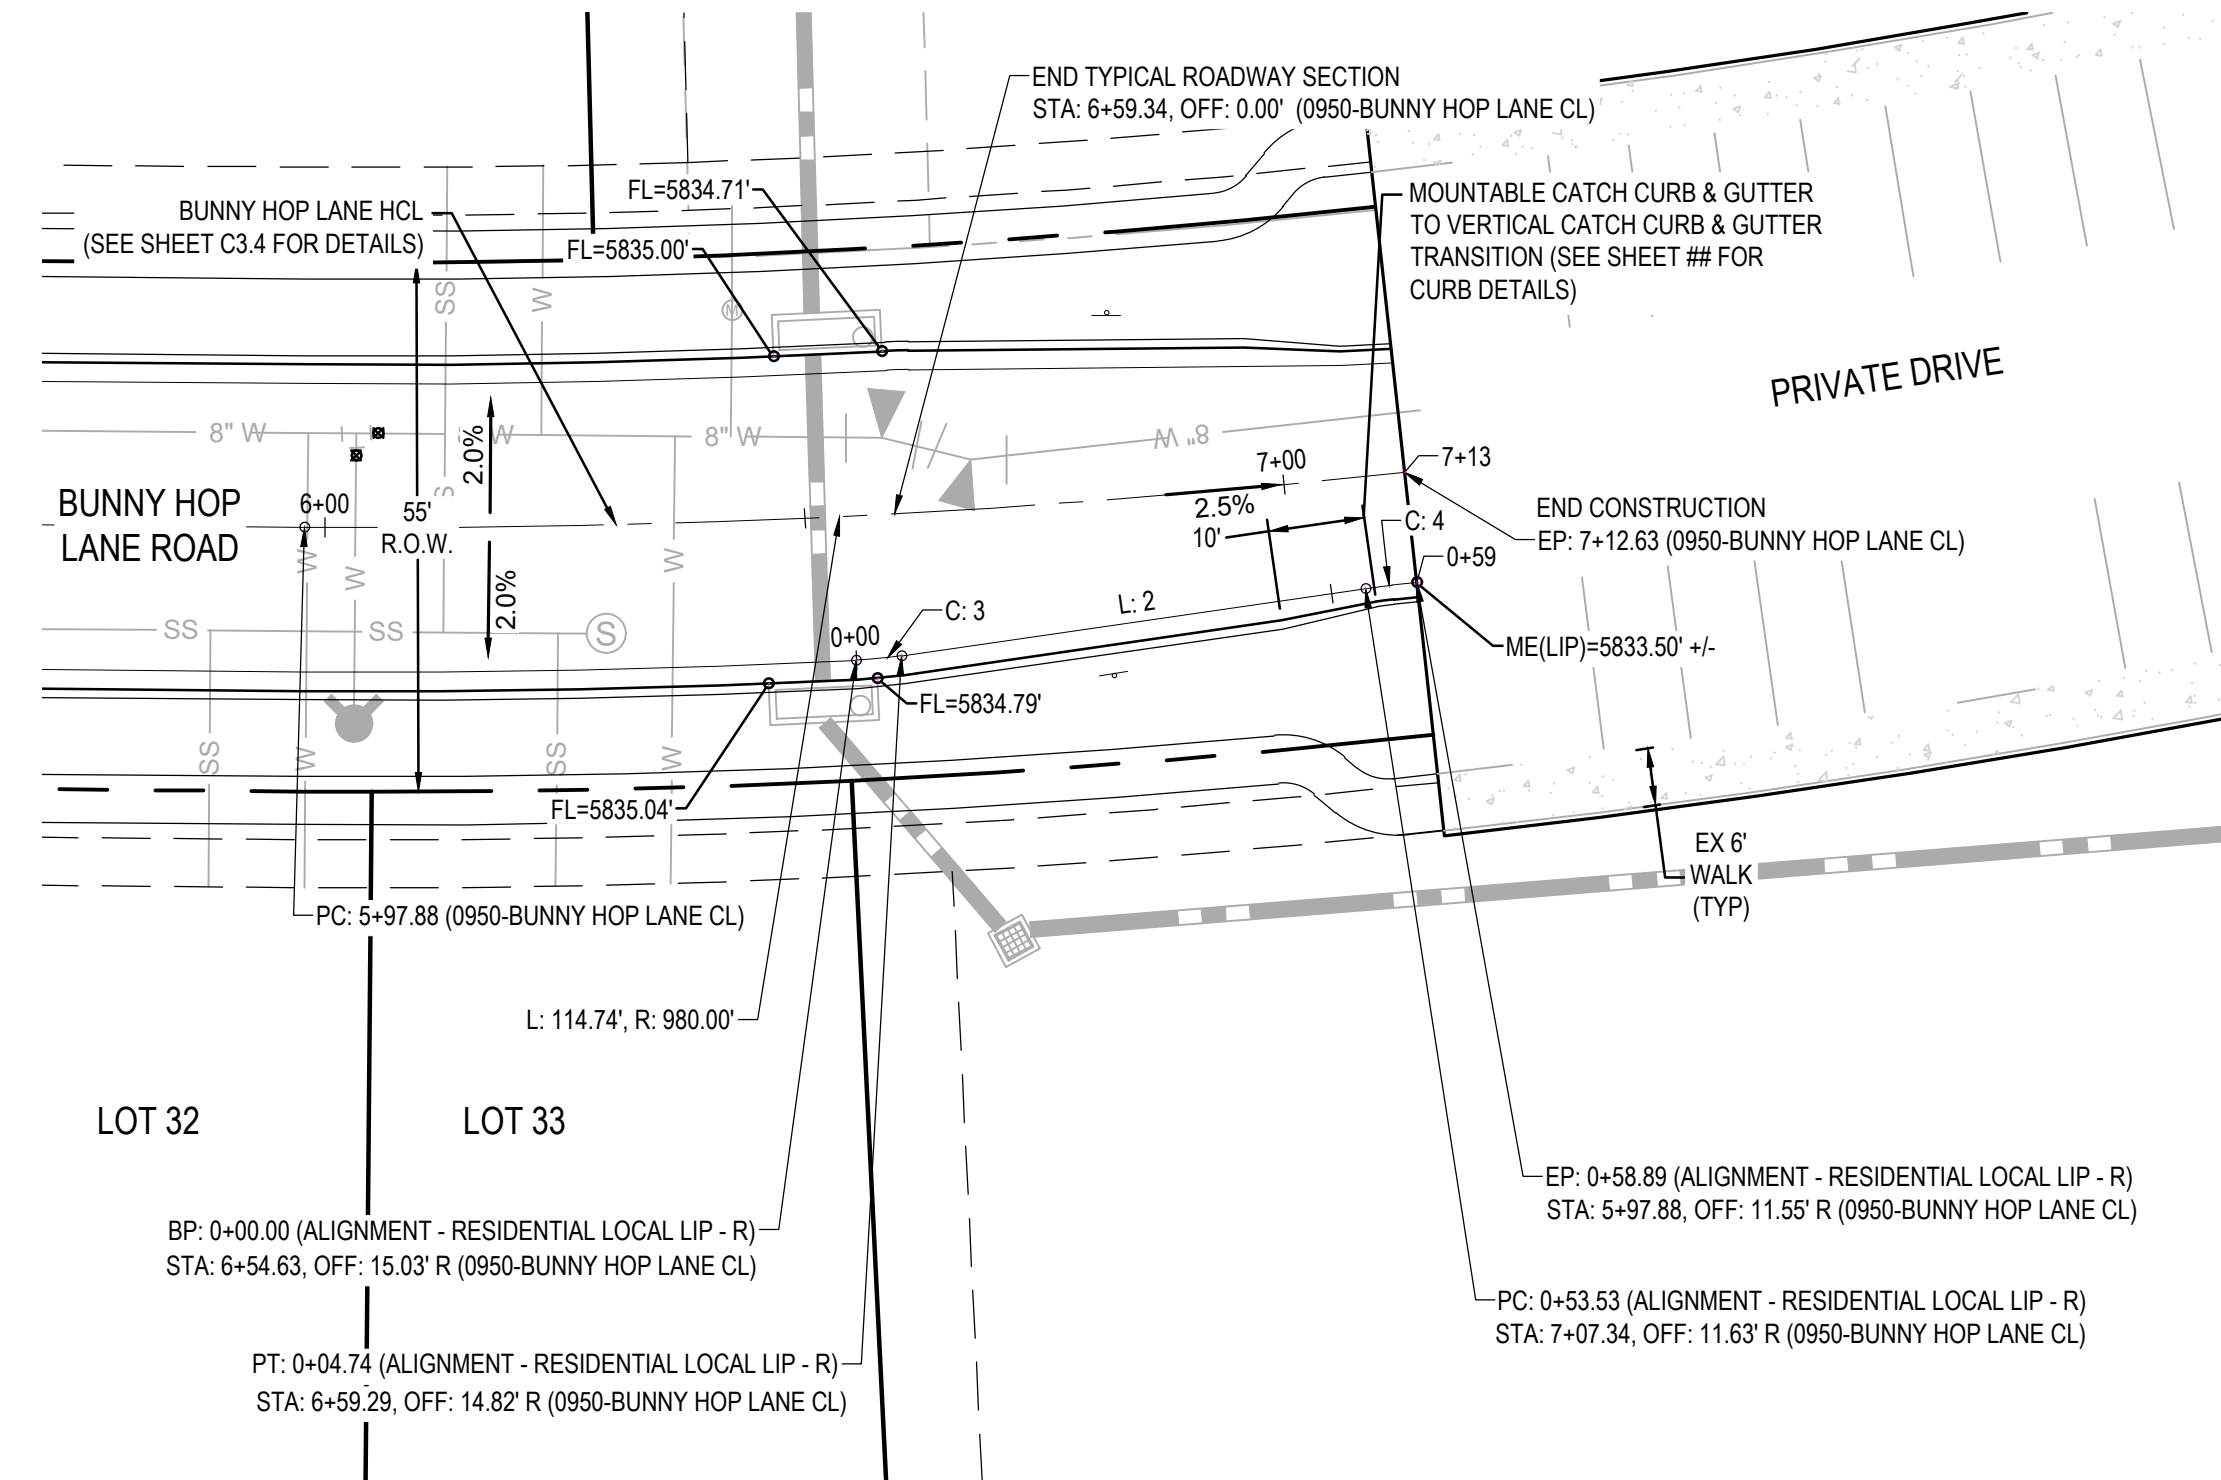 END TYPICAL ROADWAY SECTION
STA: 6+59.34, OFF: 0.00' (0950-BUNNY HOP LANE CL)
BUNNY HOP LANE HCL
(SEE SHEET C3.4 FOR DETAILS)
FL=5834.71'
FL=5835.00'
MOUNTABLE CATCH CURB & GUTTER
TO VERTICAL CATCH CURB & GUTTER
TRANSITION (SEE SHEET ## FOR
CURB DETAILS)
SS
W
M
PRIVATE DRIVE
8" W
8" W
8" W
8" W
2.0%
S
7+00
7+13
BUNNY HOP
LANE ROAD
6+00
55'
R.O.W.
2.5%
10'
C: 4
END CONSTRUCTION
EP: 7+12.63 (0950-BUNNY HOP LANE CL)
0+59
W
W
W
2.0%
SS
SS
S
0+00
C: 3
L: 2
ME(LIP)=5833.50' +/-
FL=5834.79'
SS
W
SS
W
FL=5835.04'
EX 6'
WALK
(TYP)
PC: 5+97.88 (0950-BUNNY HOP LANE CL)
L: 114.74', R: 980.00'
LOT 32
LOT 33
EP: 0+58.89 (ALIGNMENT - RESIDENTIAL LOCAL LIP - R)
STA: 5+97.88, OFF: 11.55' R (0950-BUNNY HOP LANE CL)
BP: 0+00.00 (ALIGNMENT - RESIDENTIAL LOCAL LIP - R)
STA: 6+54.63, OFF: 15.03' R (0950-BUNNY HOP LANE CL)
PC: 0+53.53 (ALIGNMENT - RESIDENTIAL LOCAL LIP - R)
STA: 7+07.34, OFF: 11.63' R (0950-BUNNY HOP LANE CL)
PT: 0+04.74 (ALIGNMENT - RESIDENTIAL LOCAL LIP - R)
STA: 6+59.29, OFF: 14.82' R (0950-BUNNY HOP LANE CL)